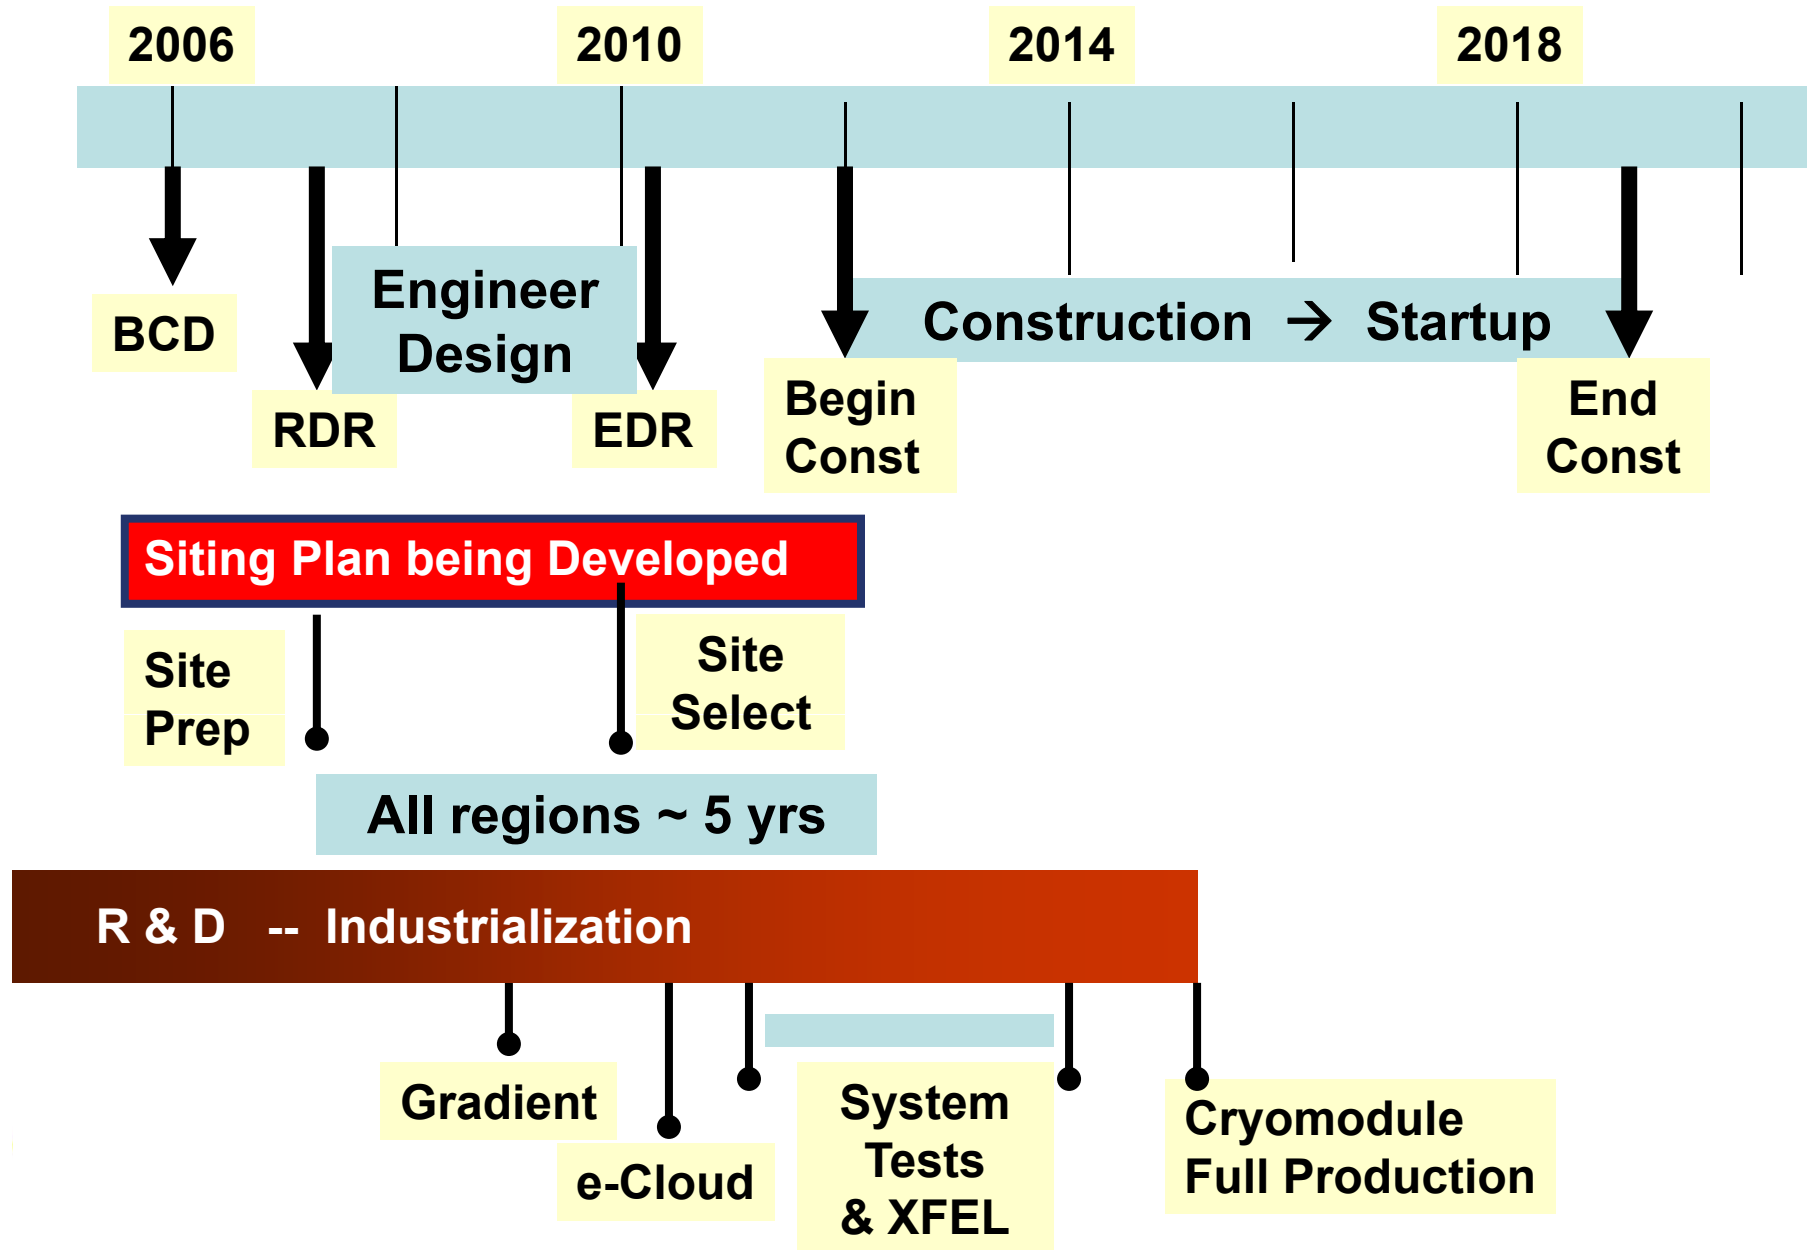 2006 2010 2014 2018
BCD
Engineer
Design
RDR
EDR
Construction → Startup
Begin
Const
End
Const
Siting Plan being Developed
Site
Prep
Site
Select
All regions ~ 5 yrs
R & D -- Industrialization
Gradient
e-Cloud
System
Tests
& XFEL
Cryomodule
Full Production